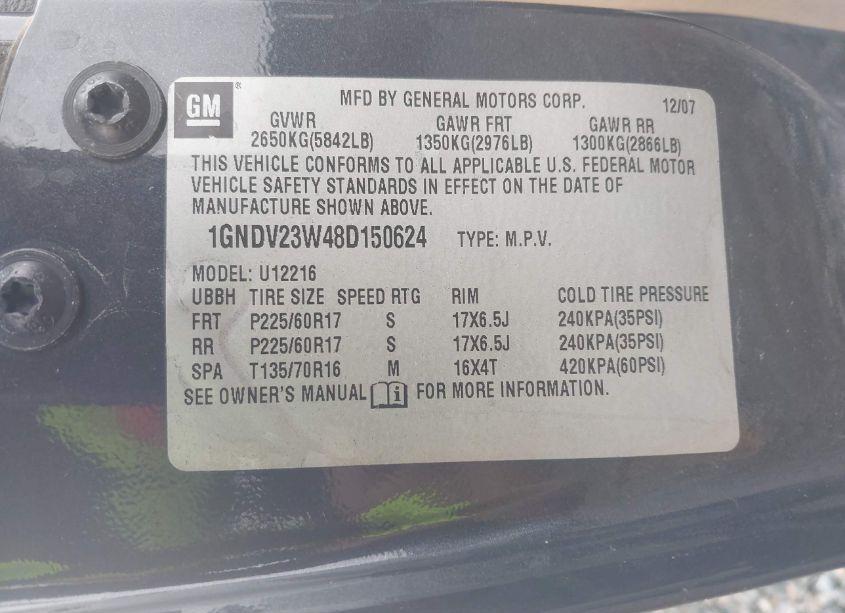 GM ® MFD BY GENERAL MOTORS CORP. 12/07
GVWR GAWR FRT GAWR RR
2650KG(5842LB) 1350KG(2976LB) 1300KG(2866LB)
THIS VEHICLE CONFORMS TO ALL APPLICABLE U.S. FEDERAL MOTOR
VEHICLE SAFETY STANDARDS IN EFFECT ON THE DATE OF
MANUFACTURE SHOWN ABOVE.
1GNDV23W48D150624 TYPE: M.P.V.
MODEL: U12216
UBBH TIRE SIZE SPEED RTG RIM COLD TIRE PRESSURE
FRT P225/60R17 S 17X6.5J 240KPA(35PSI)
RR P225/60R17 S 17X6.5J 240KPA(35PSI)
SPA T135/70R16 M 16X4T 420KPA(60PSI)
SEE OWNER'S MANUAL i FOR MORE INFORMATION.